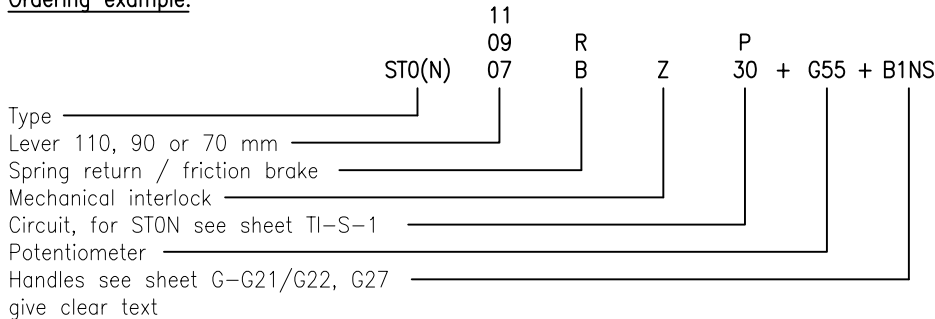 Ordering example:
11
09 R P
ST0(N) 07 B Z 30 + G55 + B1NS
Type
Lever 110, 90 or 70 mm
Spring return / friction brake
Mechanical interlock
Circuit, for ST0N see sheet TI-S-1
Potentiometer
Handles see sheet G-G21/G22, G27
give clear text